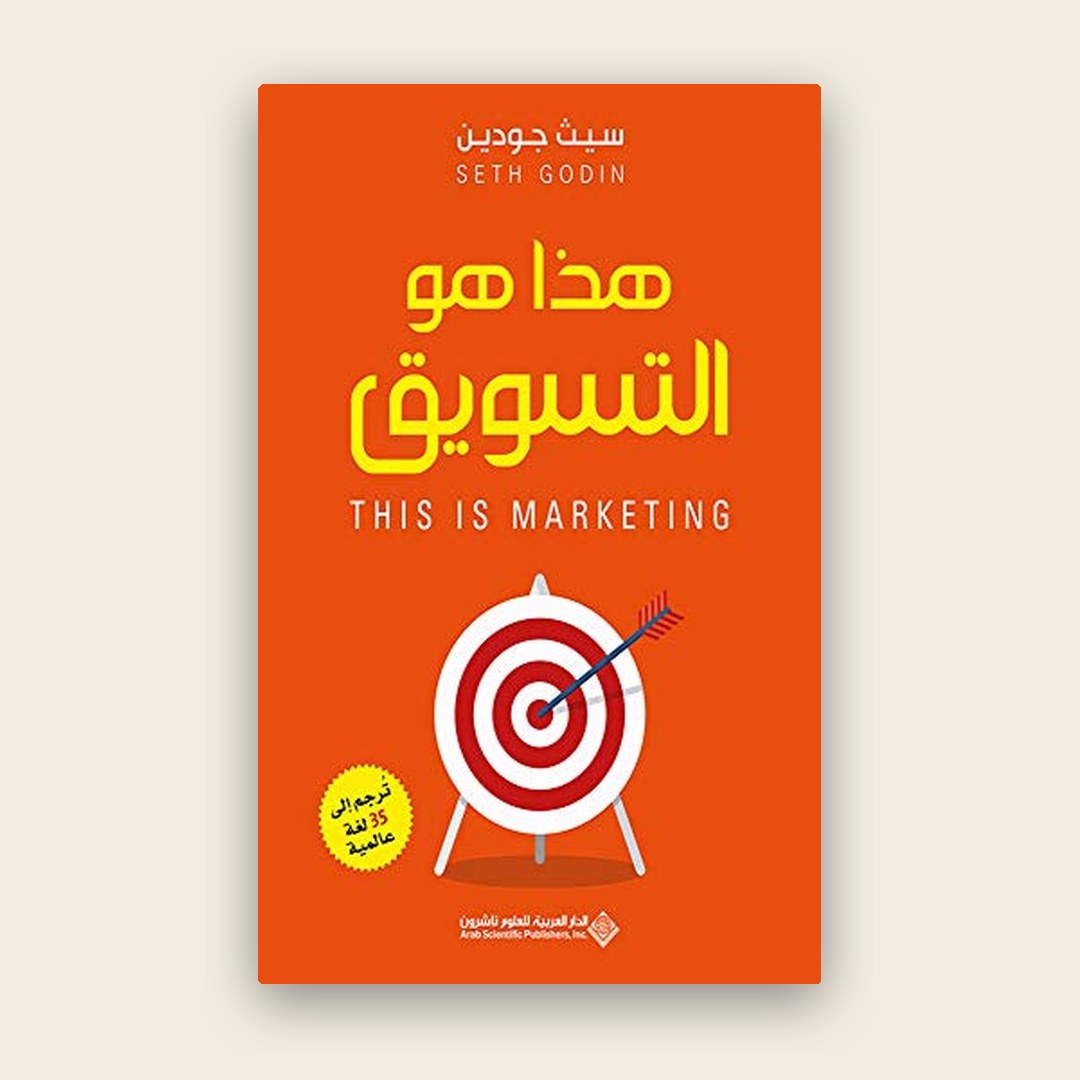 سيث جودين
SETH GODIN
هذا هو
التسويق
THIS IS MARKETING
تُرجم إلى
35 لغة
عالمية
الدار العربية للعلوم ناشرون
Arab Scientific Publishers, Inc.